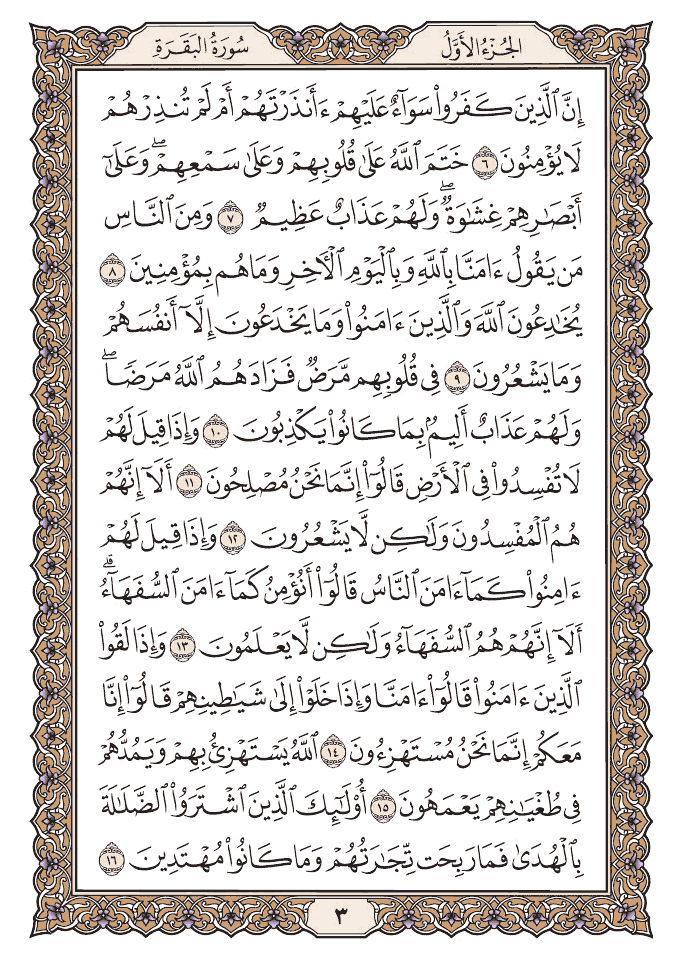 الجُزْءُ الأَوَّلُ
سُورَةُ البَقَرَةِ
إِنَّ ٱلَّذِينَ كَفَرُوا۟ سَوَآءٌ عَلَيْهِمْ ءَأَنذَرْتَهُمْ أَمْ لَمْ تُنذِرْهُمْ
لَا يُؤْمِنُونَ ٦ خَتَمَ ٱللَّهُ عَلَىٰ قُلُوبِهِمْ وَعَلَىٰ سَمْعِهِمْ ۖ وَعَلَىٰٓ
أَبْصَٰرِهِمْ غِشَٰوَةٌ ۖ وَلَهُمْ عَذَابٌ عَظِيمٌ ٧ وَمِنَ ٱلنَّاسِ
مَن يَقُولُ ءَامَنَّا بِٱللَّهِ وَبِٱلْيَوْمِ ٱلْـَٔاخِرِ وَمَا هُم بِمُؤْمِنِينَ ٨
يُخَٰدِعُونَ ٱللَّهَ وَٱلَّذِينَ ءَامَنُوا۟ وَمَا يَخْدَعُونَ إِلَّآ أَنفُسَهُمْ
وَمَا يَشْعُرُونَ ٩ فِى قُلُوبِهِم مَّرَضٌ فَزَادَهُمُ ٱللَّهُ مَرَضًا ۖ
وَلَهُمْ عَذَابٌ أَلِيمٌۢ بِمَا كَانُوا۟ يَكْذِبُونَ ١٠ وَإِذَا قِيلَ لَهُمْ
لَا تُفْسِدُوا۟ فِى ٱلْأَرْضِ قَالُوٓا۟ إِنَّمَا نَحْنُ مُصْلِحُونَ ١١ أَلَآ إِنَّهُمْ
هُمُ ٱلْمُفْسِدُونَ وَلَٰكِن لَّا يَشْعُرُونَ ١٢ وَإِذَا قِيلَ لَهُمْ
ءَامِنُوا۟ كَمَآ ءَامَنَ ٱلنَّاسُ قَالُوٓا۟ أَنُؤْمِنُ كَمَآ ءَامَنَ ٱلسُّفَهَآءُ ۗ
أَلَآ إِنَّهُمْ هُمُ ٱلسُّفَهَآءُ وَلَٰكِن لَّا يَعْلَمُونَ ١٣ وَإِذَا لَقُوا۟
ٱلَّذِينَ ءَامَنُوا۟ قَالُوٓا۟ ءَامَنَّا وَإِذَا خَلَوْا۟ إِلَىٰ شَيَٰطِينِهِمْ قَالُوٓا۟ إِنَّا
مَعَكُمْ إِنَّمَا نَحْنُ مُسْتَهْزِءُونَ ١٤ ٱللَّهُ يَسْتَهْزِئُ بِهِمْ وَيَمُدُّهُمْ
فِى طُغْيَٰنِهِمْ يَعْمَهُونَ ١٥ أُو۟لَٰٓئِكَ ٱلَّذِينَ ٱشْتَرَوُا۟ ٱلضَّلَٰلَةَ
بِٱلْهُدَىٰ فَمَا رَبِحَت تِّجَٰرَتُهُمْ وَمَا كَانُوا۟ مُهْتَدِينَ ١٦
٣